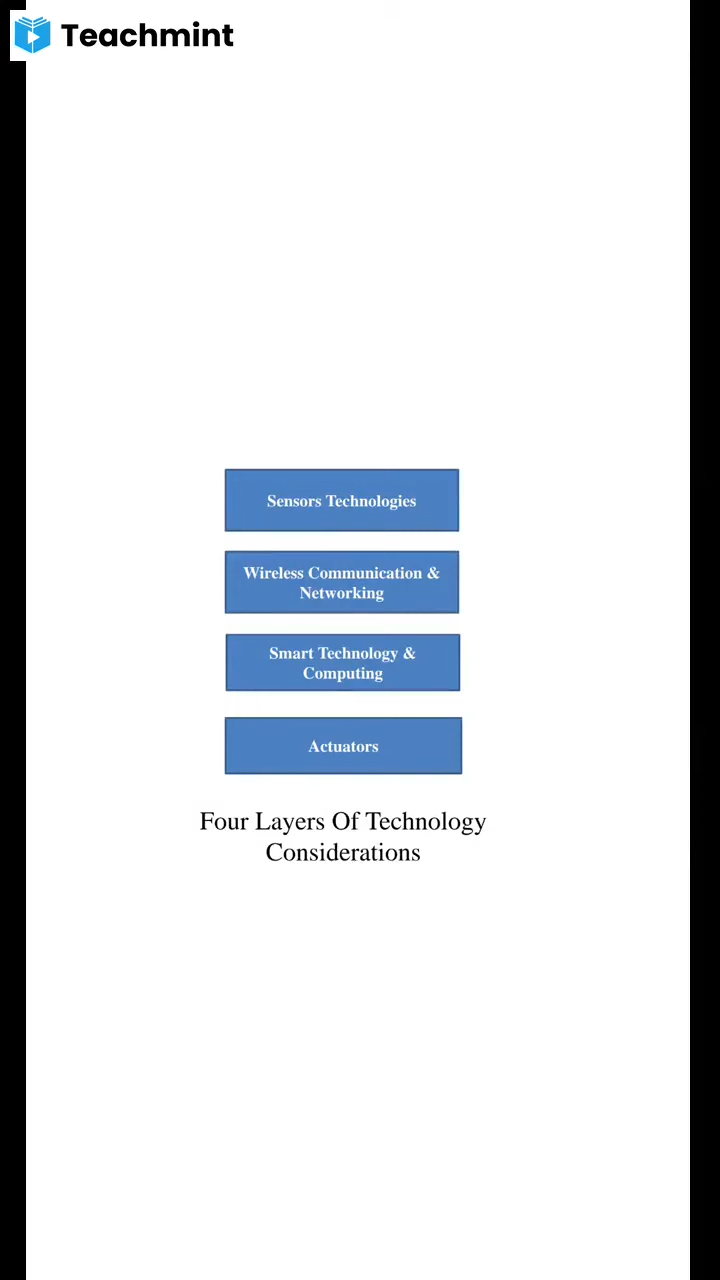 Teachmint
Sensors Technologies
Wireless Communication &
Networking
Smart Technology &
Computing
Actuators
Four Layers Of Technology
Considerations